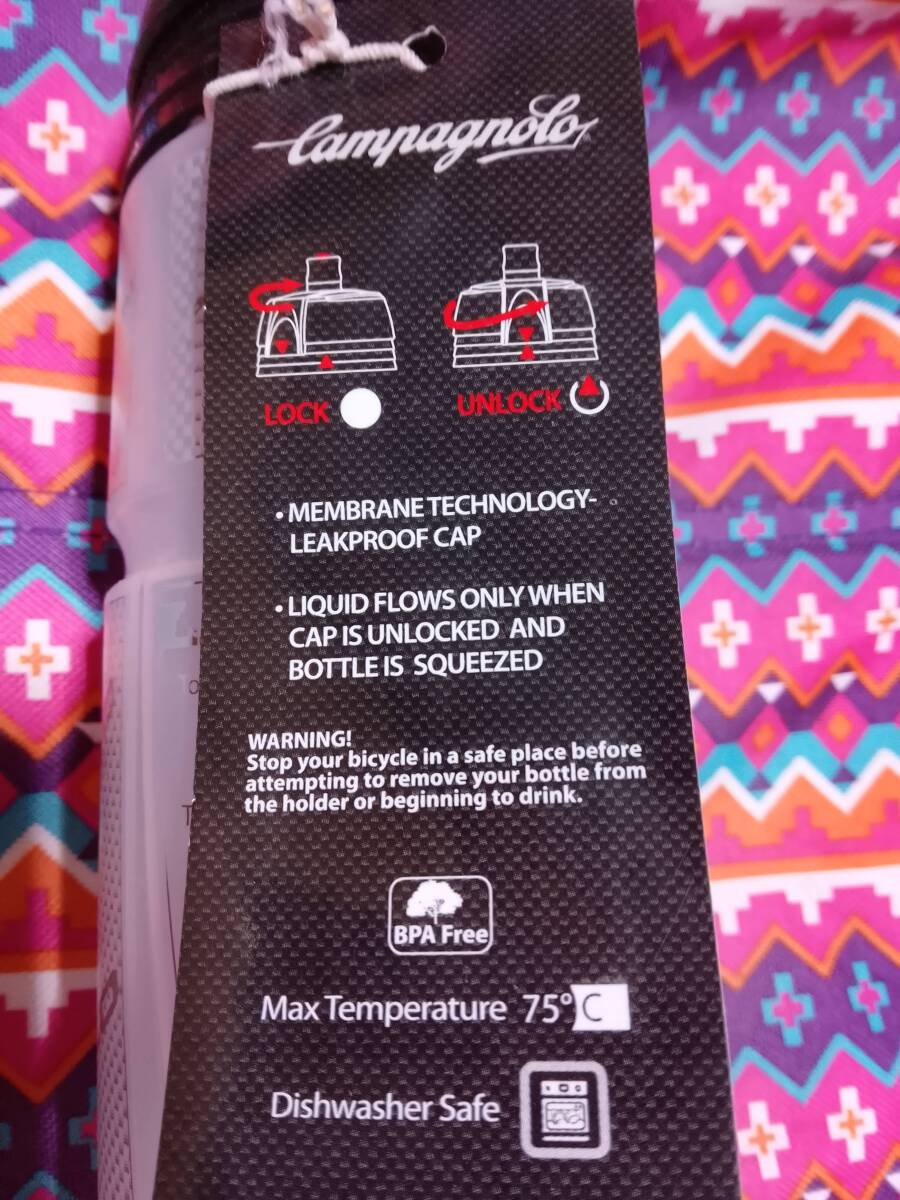 Campagnolo
LOCK
UNLOCK
• MEMBRANE TECHNOLOGY-
LEAKPROOF CAP
• LIQUID FLOWS ONLY WHEN
CAP IS UNLOCKED AND
BOTTLE IS SQUEEZED
WARNING!
Stop your bicycle in a safe place before
attempting to remove your bottle from
the holder or beginning to drink.
BPA Free
Max Temperature 75° C
Dishwasher Safe